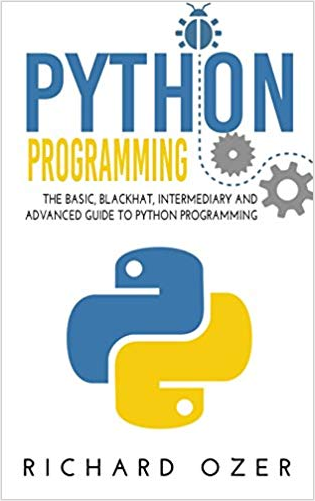 PYTHON
PROGRAMMING
THE BASIC, BLACKHAT, INTERMEDIARY AND
ADVANCED GUIDE TO PYTHON PROGRAMMING
RICHARD OZER